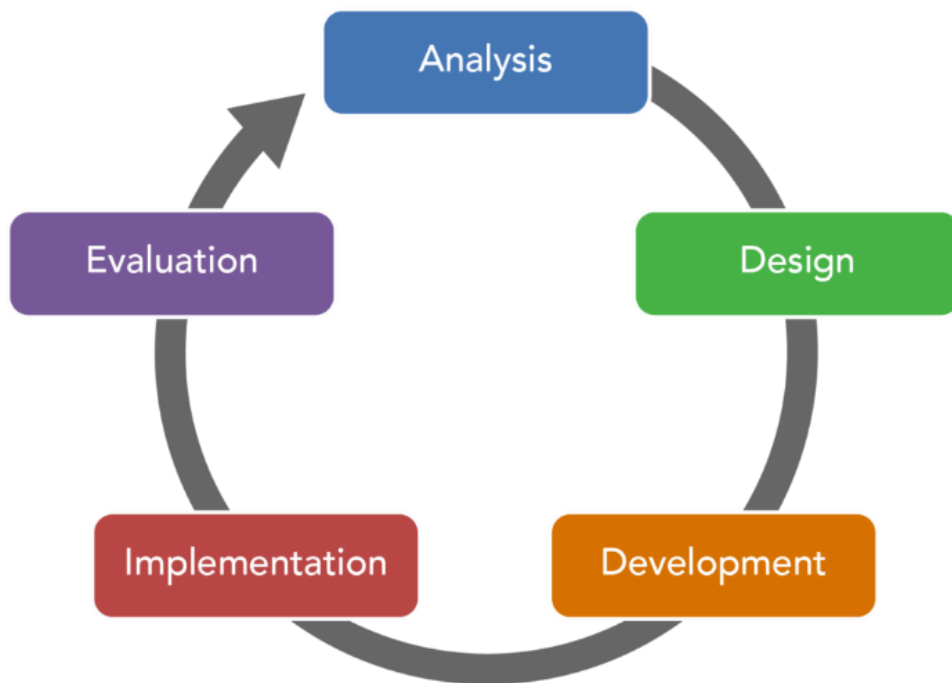 Analysis
Design
Development
Implementation
Evaluation